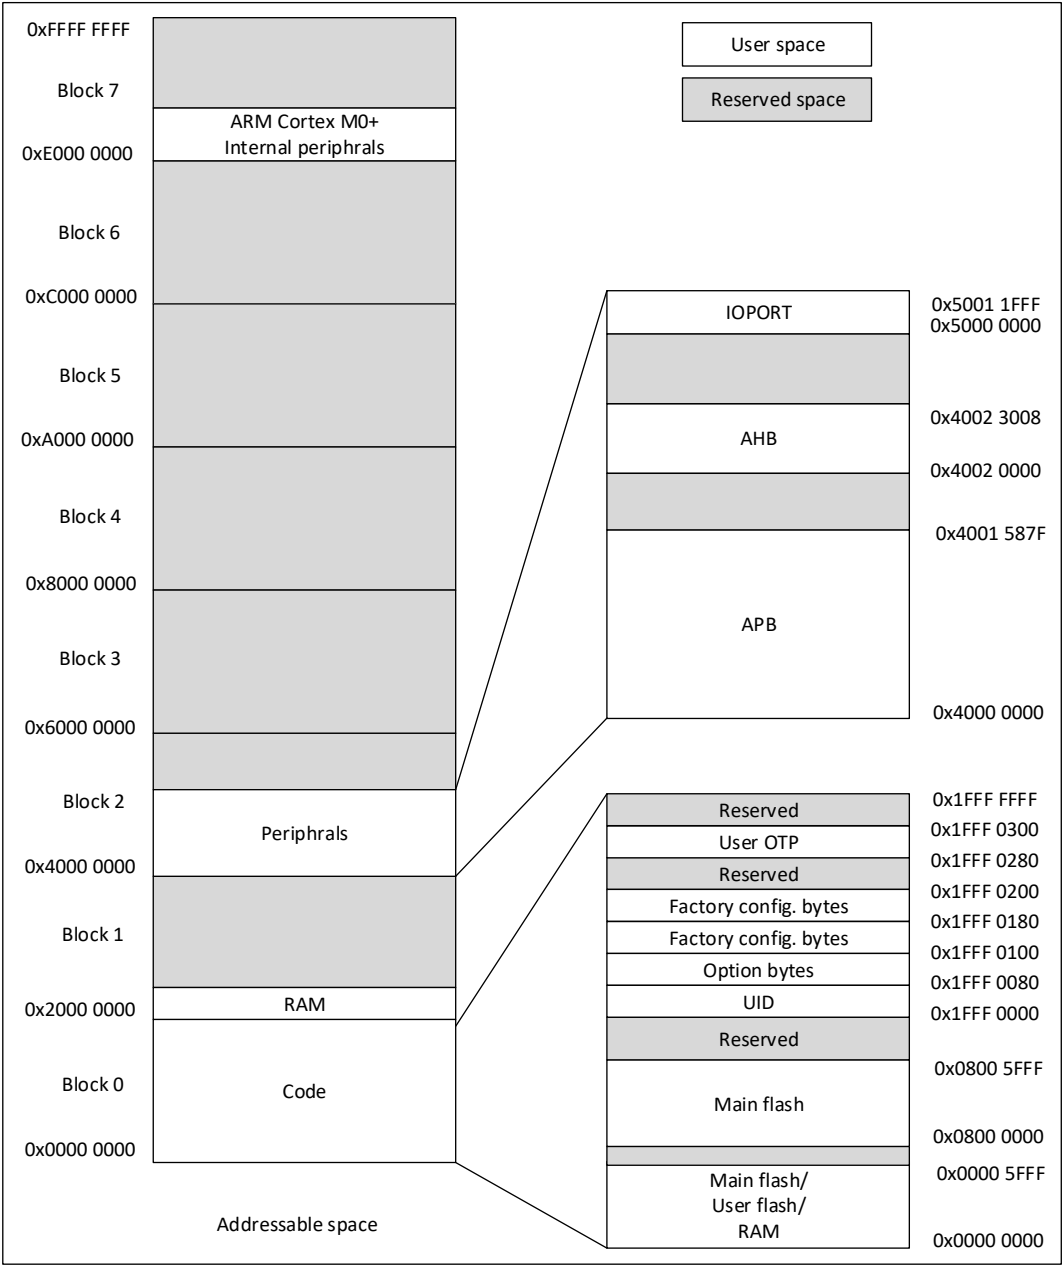 0xFFFF FFFF
Block 7
ARM Cortex M0+
Internal periphrals
0xE000 0000
Block 6
0xC000 0000
Block 5
0xA000 0000
Block 4
0x8000 0000
Block 3
0x6000 0000
Block 2
Periphrals
0x4000 0000
Block 1
0x2000 0000
RAM
Block 0
Code
0x0000 0000
Addressable space
User space
Reserved space
IOPORT
0x5001 1FFF
0x5000 0000
AHB
0x4002 3008
0x4002 0000
0x4001 587F
APB
0x4000 0000
Reserved
0x1FFF FFFF
0x1FFF 0300
User OTP
0x1FFF 0280
Reserved
0x1FFF 0200
Factory config. bytes
0x1FFF 0180
Factory config. bytes
0x1FFF 0100
Option bytes
0x1FFF 0080
UID
0x1FFF 0000
Reserved
0x0800 5FFF
Main flash
0x0800 0000
0x0000 5FFF
Main flash/
User flash/
RAM
0x0000 0000